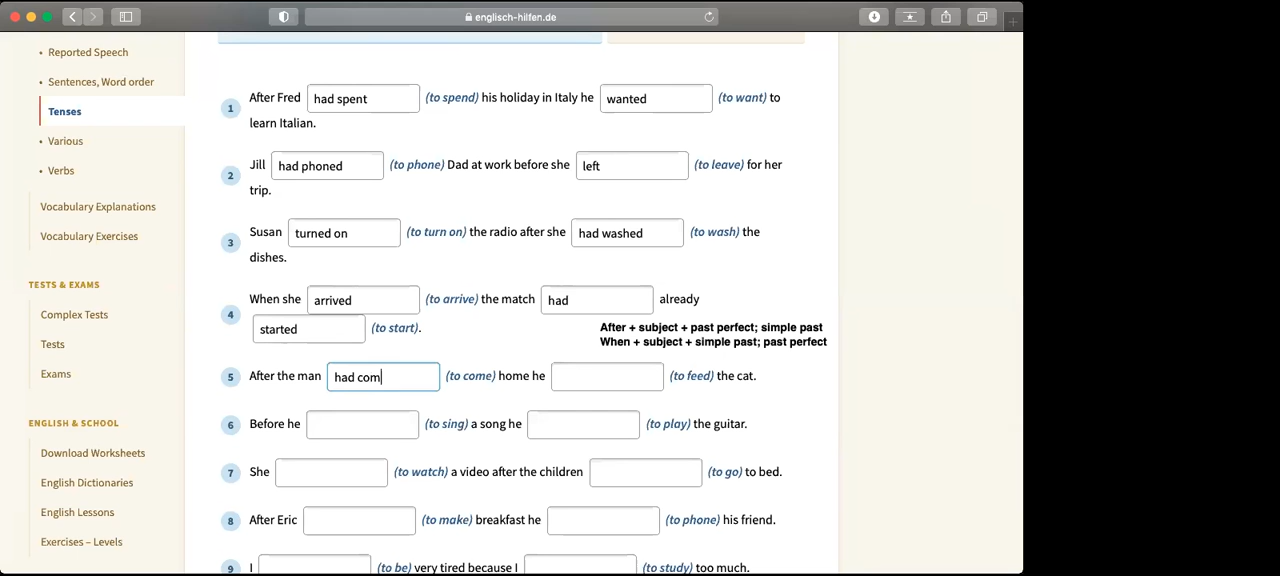 englisch-hilfen.de
• Reported Speech
• Sentences, Word order
Tenses
• Various
• Verbs
Vocabulary Explanations
Vocabulary Exercises
TESTS & EXAMS
Complex Tests
Tests
Exams
ENGLISH & SCHOOL
Download Worksheets
English Dictionaries
English Lessons
Exercises – Levels
1 After Fred had spent (to spend) his holiday in Italy he wanted (to want) to
learn Italian.
2 Jill had phoned (to phone) Dad at work before she left (to leave) for her
trip.
3 Susan turned on (to turn on) the radio after she had washed (to wash) the
dishes.
4 When she arrived (to arrive) the match had already
started (to start).
After + subject + past perfect; simple past
When + subject + simple past; past perfect
5 After the man had com (to come) home he (to feed) the cat.
6 Before he (to sing) a song he (to play) the guitar.
7 She (to watch) a video after the children (to go) to bed.
8 After Eric (to make) breakfast he (to phone) his friend.
9 I (to be) very tired because I (to study) too much.